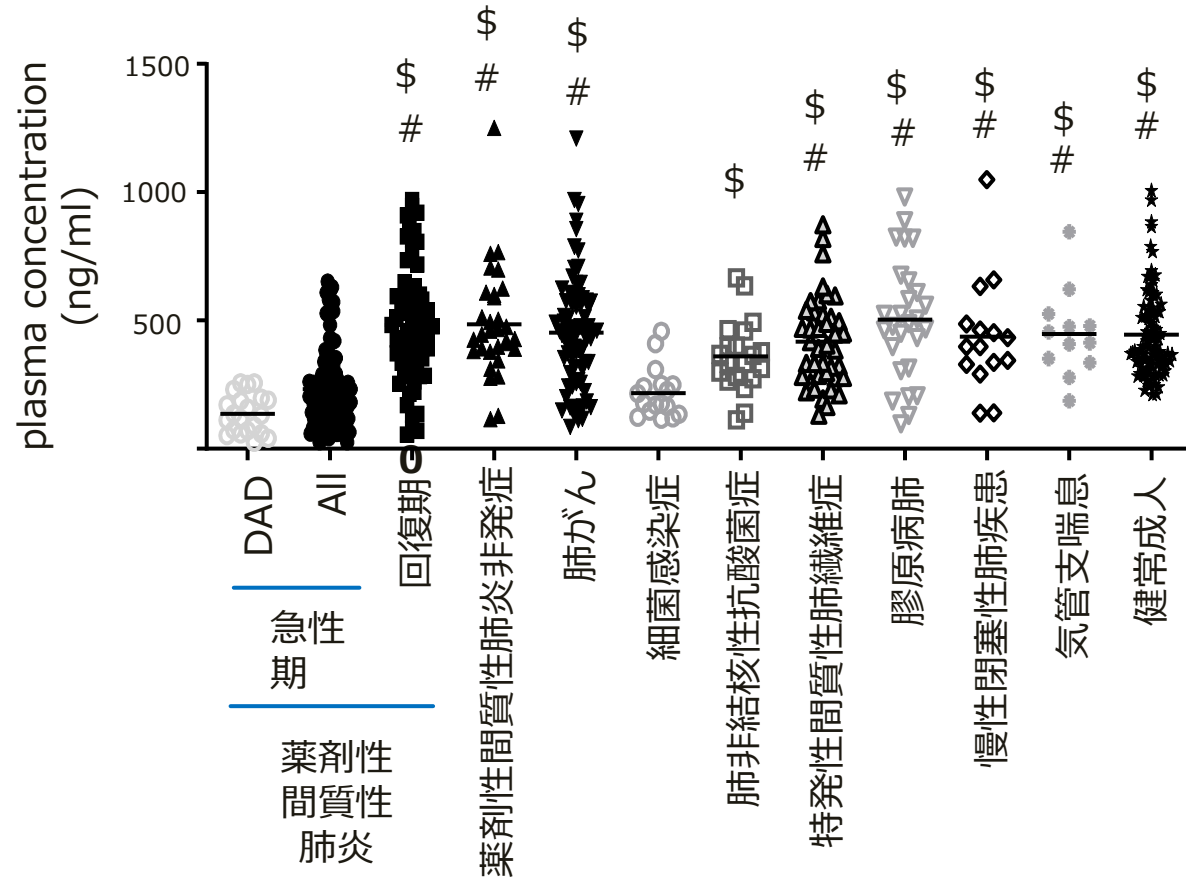 plasma concentration
(ng/ml)
1500
1000
500
0
$
#
$
#
$
#
$
$
#
$
#
$
#
$
#
$
#
DAD
All
回復期
薬剤性間質性肺炎非発症
肺がん
細菌感染症
肺非結核性抗酸菌症
特発性間質性肺繊維症
膠原病肺
慢性閉塞性肺疾患
気管支喘息
健常成人
急性
期
薬剤性
間質性
肺炎